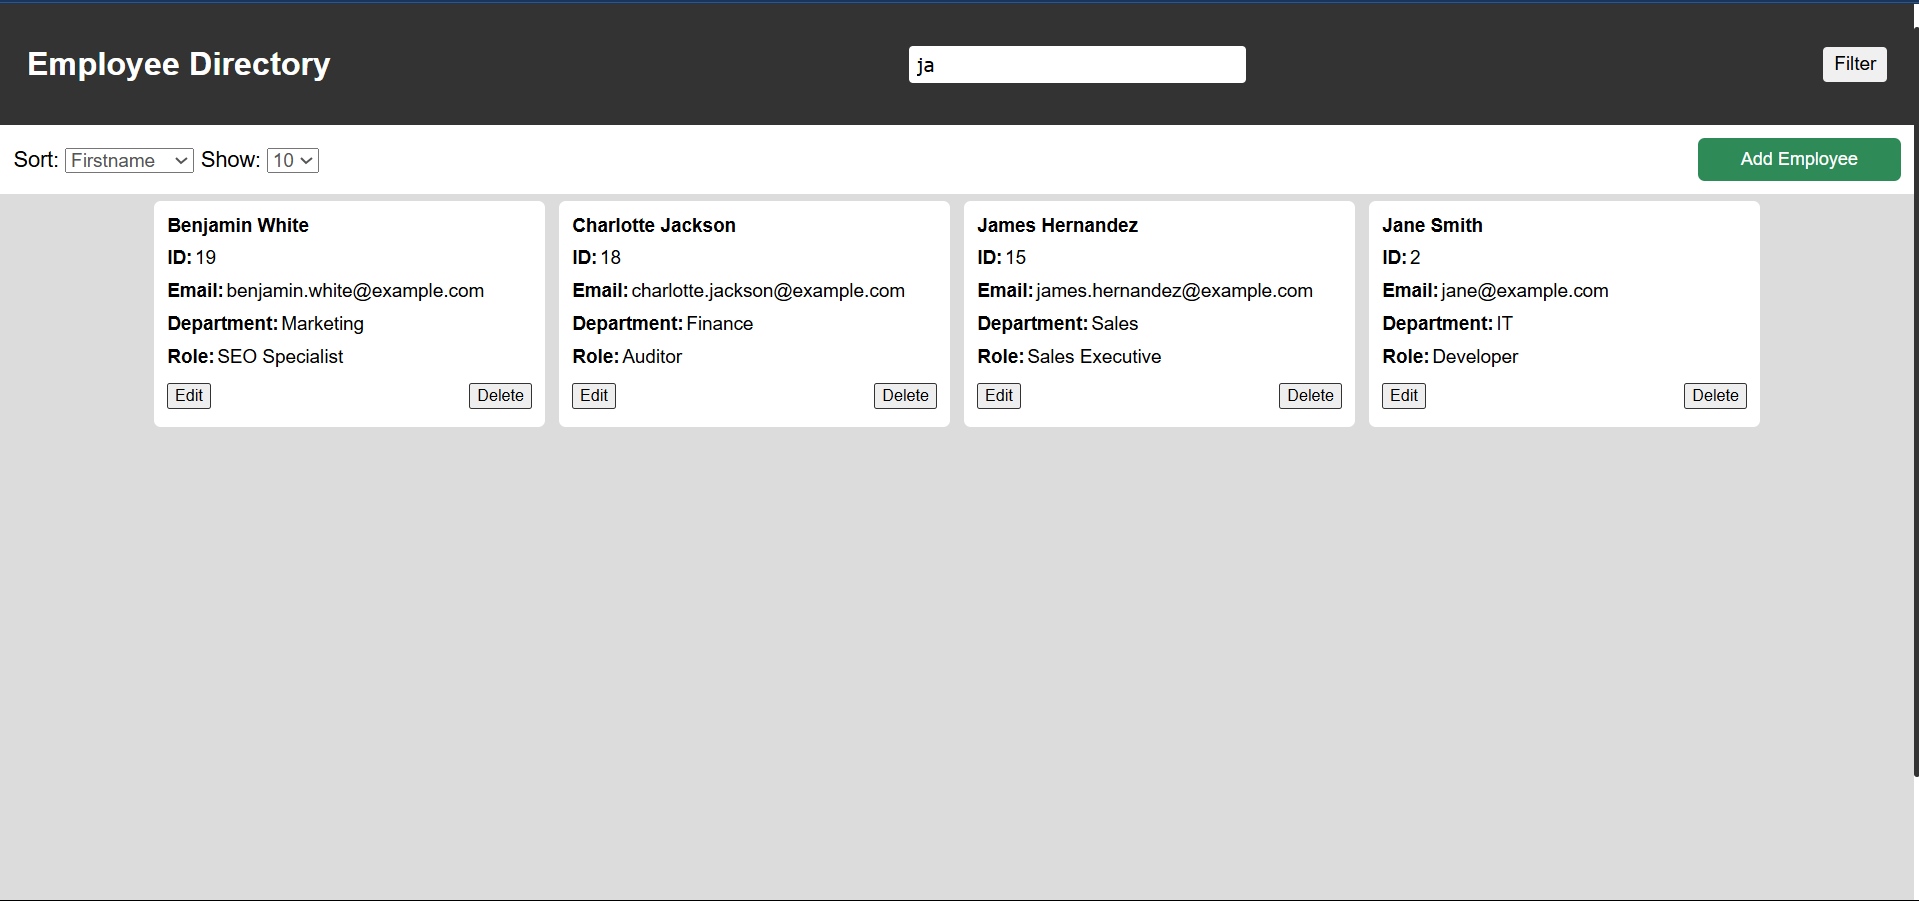 Employee Directory
ja
Filter
Sort: Firstname Show: 10
Add Employee
Benjamin White
ID: 19
Email: benjamin.white@example.com
Department: Marketing
Role: SEO Specialist
Edit Delete
Charlotte Jackson
ID: 18
Email: charlotte.jackson@example.com
Department: Finance
Role: Auditor
Edit Delete
James Hernandez
ID: 15
Email: james.hernandez@example.com
Department: Sales
Role: Sales Executive
Edit Delete
Jane Smith
ID: 2
Email: jane@example.com
Department: IT
Role: Developer
Edit Delete